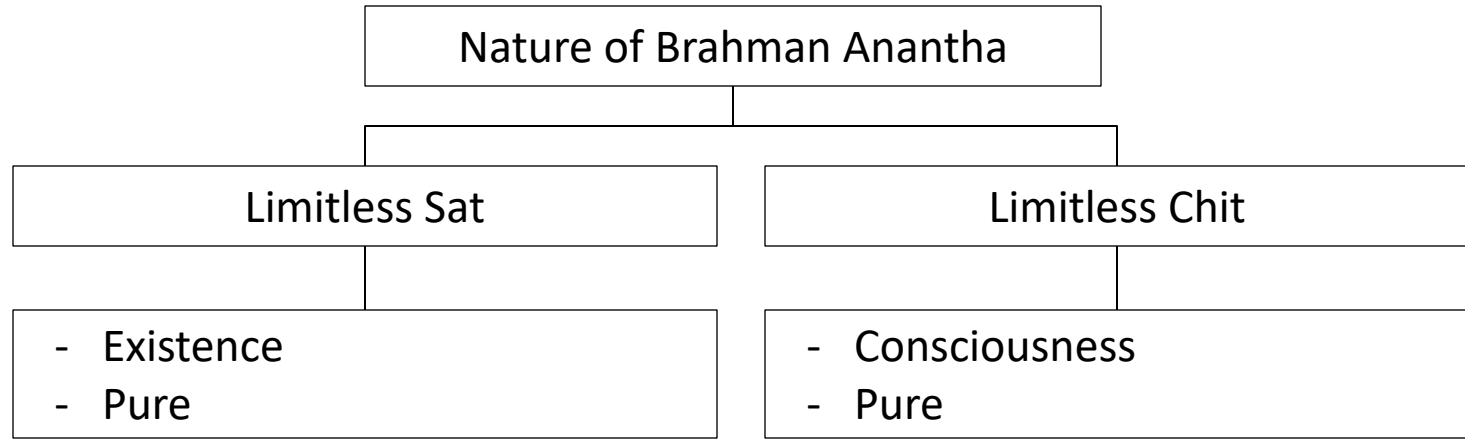 Nature of Brahman Anantha
Limitless Sat
Limitless Chit
- Existence
- Pure
- Consciousness
- Pure